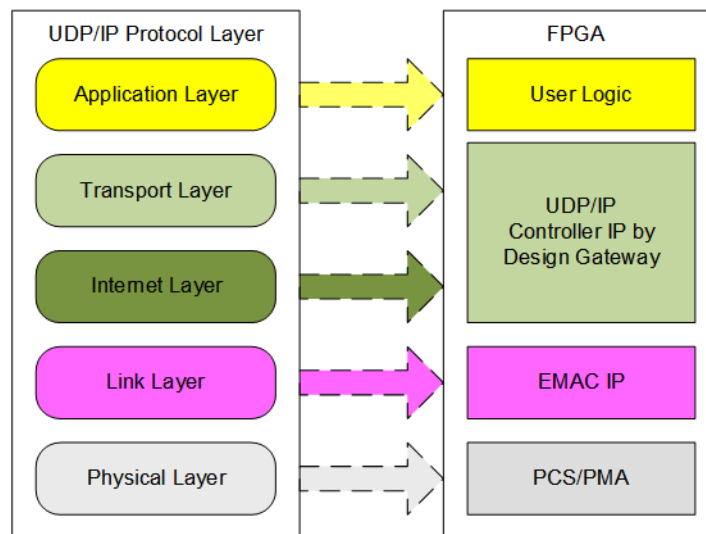 UDP/IP Protocol Layer
Application Layer
Transport Layer
Internet Layer
Link Layer
Physical Layer
FPGA
User Logic
UDP/IP
Controller IP by
Design Gateway
EMAC IP
PCS/PMA